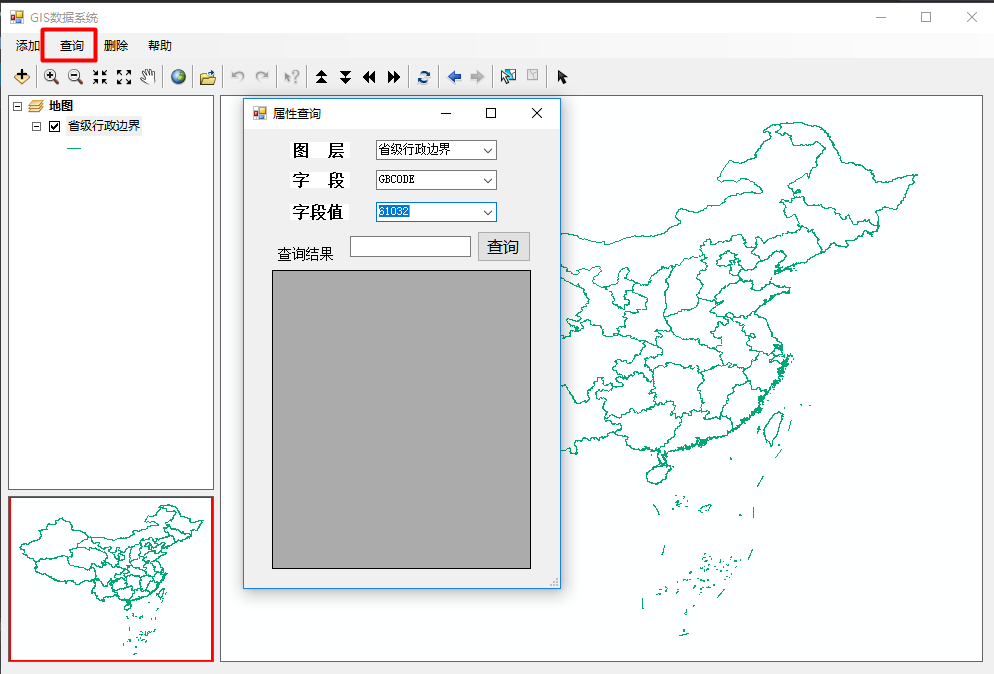 GIS数据系统
添加 查询 删除 帮助
地图
省级行政边界
属性查询
图 层 省级行政边界
字 段 GBCODE
字段值 61032
查询结果 查询